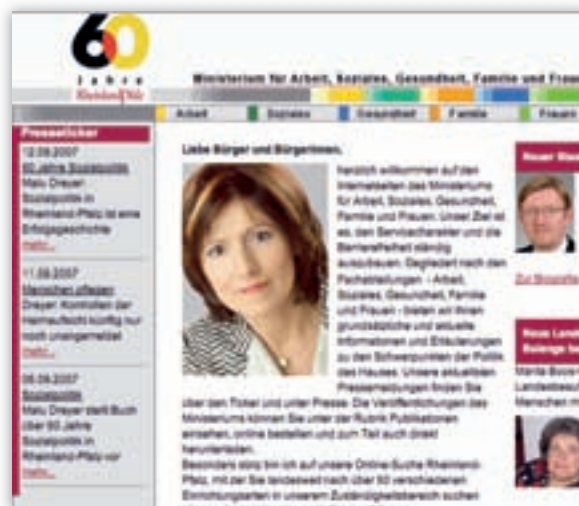 60
Jahre
Rheinland-Pfalz
Ministerium für Arbeit, Soziales, Gesundheit, Familie und Frauen
Arbeit
Soziales
Gesundheit
Familie
Frauen
Presseticker
12.09.2007
60 Jahre Sozialpolitik
Malu Dreyer:
Sozialpolitik in
Rheinland-Pfalz ist eine
Erfolgsgeschichte
mehr...
11.09.2007
Menschen pflegen
Dreyer: Kontrollen der
Heimaufsicht künftig nur
noch unangemeldet
mehr...
06.09.2007
Sozialpolitik
Malu Dreyer stellt Buch
über 60 Jahre
Sozialpolitik in
Rheinland-Pfalz vor
mehr...
Liebe Bürger und Bürgerinnen,
herzlich willkommen auf den
Internetseiten des Ministeriums
für Arbeit, Soziales, Gesundheit,
Familie und Frauen. Unser Ziel ist
es, den Servicecharakter und die
Barrierefreiheit ständig
auszubauen. Gegliedert nach den
Fachabteilungen - Arbeit,
Soziales, Gesundheit, Familie
und Frauen - bieten wir Ihnen
grundsätzliche und aktuelle
Informationen und Erläuterungen
zu den Schwerpunkten der Politik
des Hauses. Unsere aktuellsten
Pressemeldungen finden Sie
über den Ticker und unter Presse. Die Veröffentlichungen des
Ministeriums können Sie unter der Rubrik Publikationen
einsehen, online bestellen und zum Teil auch direkt
herunterladen.
Besonders stolz bin ich auf unsere Online-Suche Rheinland-
Pfalz, mit der Sie landesweit nach über 50 verschiedenen
Einrichtungsarten in unserem Zuständigkeitsbereich suchen
Neuer
Zur Biografie
Neue
Menschen